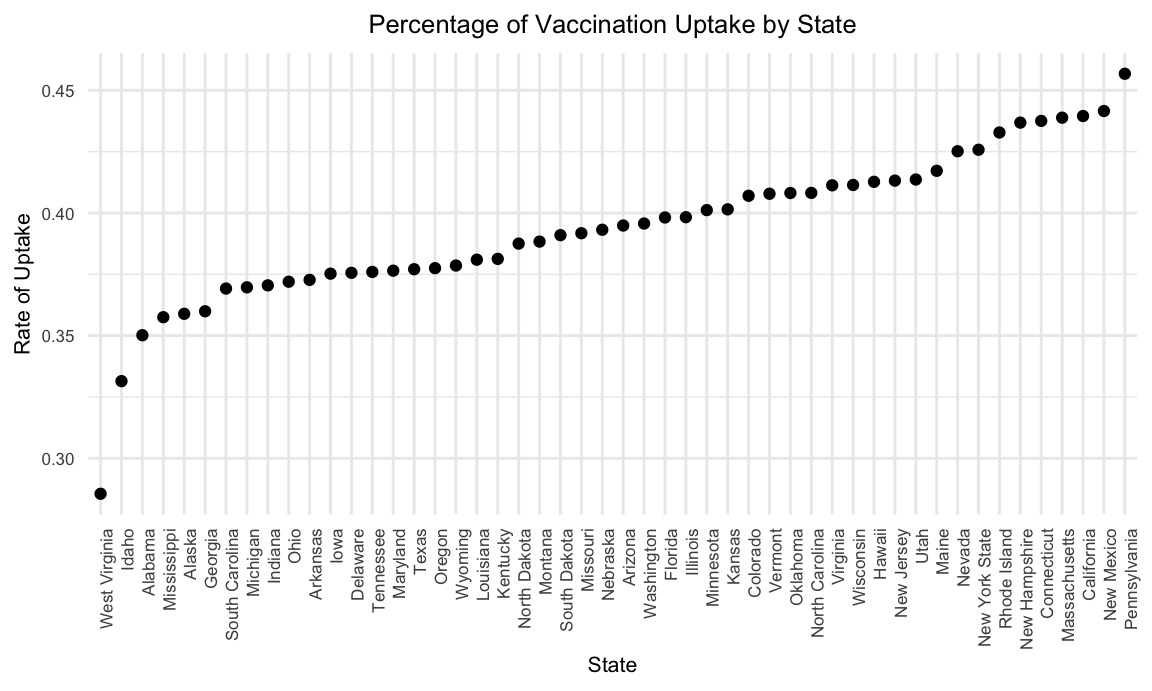 Percentage of Vaccination Uptake by State
Rate of Uptake
0.45
0.40
0.35
0.30
West Virginia
Idaho
Alabama
Mississippi
Alaska
Georgia
South Carolina
Michigan
Indiana
Ohio
Arkansas
Iowa
Delaware
Tennessee
Maryland
Texas
Oregon
Wyoming
Louisiana
Kentucky
North Dakota
Montana
South Dakota
Missouri
Nebraska
Arizona
Washington
Florida
Illinois
Minnesota
Kansas
Colorado
Vermont
Oklahoma
North Carolina
Virginia
Wisconsin
Hawaii
New Jersey
Utah
Maine
Nevada
New York State
Rhode Island
New Hampshire
Connecticut
Massachusetts
California
New Mexico
Pennsylvania
State